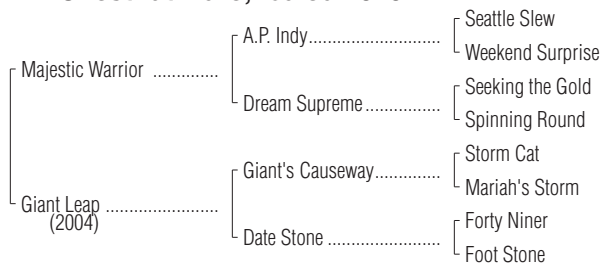 Seattle Slew
A.P. Indy
Weekend Surprise
Majestic Warrior
Seeking the Gold
Dream Supreme
Spinning Round
Storm Cat
Giant's Causeway
Mariah's Storm
Giant Leap
(2004)
Forty Niner
Date Stone
Foot Stone